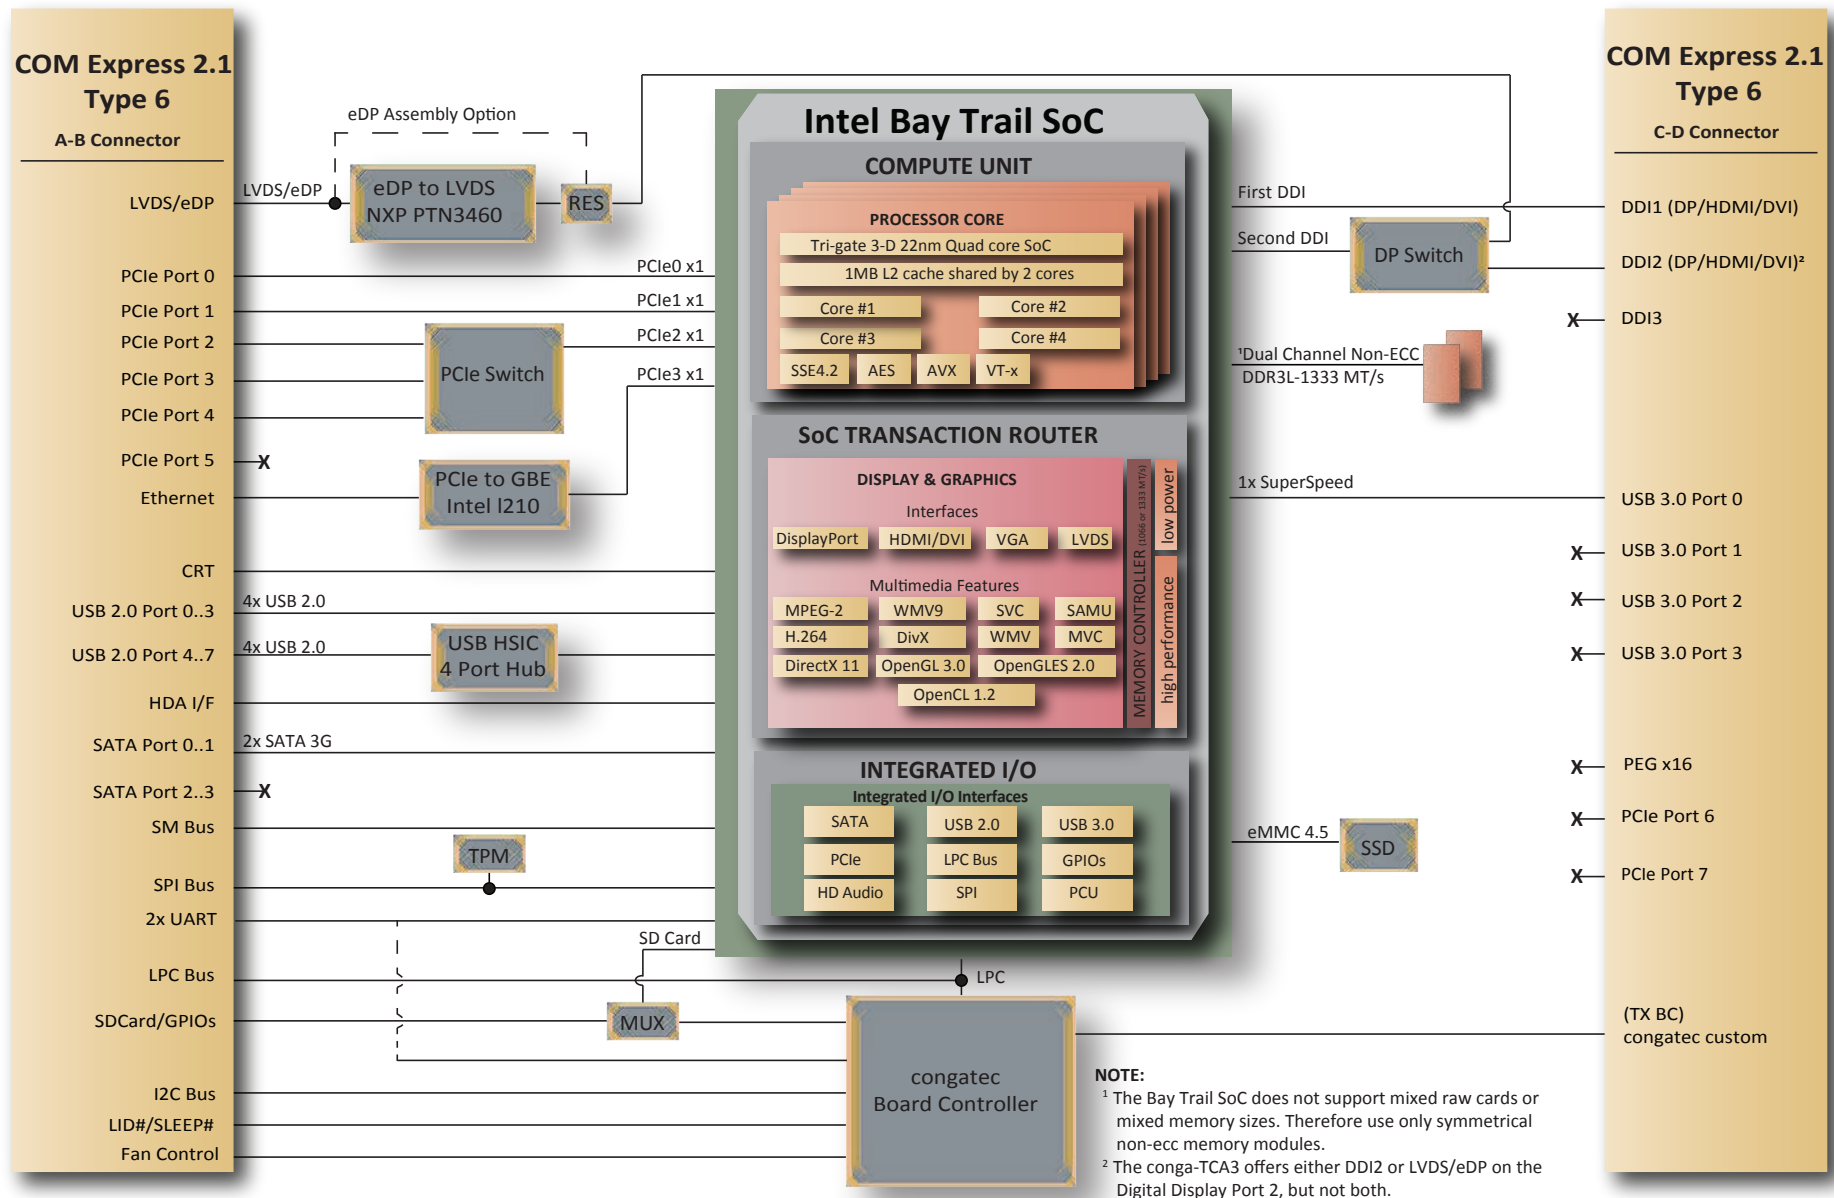 COM Express 2.1
Type 6
A-B Connector
LVDS/eDP
PCIe Port 0
PCIe Port 1
PCIe Port 2
PCIe Port 3
PCIe Port 4
PCIe Port 5
Ethernet
CRT
USB 2.0 Port 0..3
USB 2.0 Port 4..7
HDA I/F
SATA Port 0..1
SATA Port 2..3
SM Bus
SPI Bus
2x UART
LPC Bus
SDCard/GPIOs
I2C Bus
LID#/SLEEP#
Fan Control
eDP Assembly Option
LVDS/eDP
eDP to LVDS
NXP PTN3460
RES
PCIe0 x1
PCIe1 x1
PCIe2 x1
PCIe3 x1
PCIe Switch
X
PCIe to GBE
Intel I210
4x USB 2.0
4x USB 2.0
USB HSIC
4 Port Hub
2x SATA 3G
X
TPM
SD Card
MUX
Intel Bay Trail SoC
COMPUTE UNIT
PROCESSOR CORE
Tri-gate 3-D 22nm Quad core SoC
1MB L2 cache shared by 2 cores
Core #1 Core #2
Core #3 Core #4
SSE4.2 AES AVX VT-x
SoC TRANSACTION ROUTER
DISPLAY & GRAPHICS
Interfaces
DisplayPort HDMI/DVI VGA LVDS
Multimedia Features
MPEG-2 WMV9 SVC SAMU
H.264 DivX WMV MVC
DirectX 11 OpenGL 3.0 OpenGLES 2.0
OpenCL 1.2
MEMORY CONTROLLER (1066 or 1333 MT/s)
low power
high performance
INTEGRATED I/O
Integrated I/O Interfaces
SATA USB 2.0 USB 3.0
PCIe LPC Bus GPIOs
HD Audio SPI PCU
LPC
congatec
Board Controller
First DDI
Second DDI
DP Switch
¹Dual Channel Non-ECC
DDR3L-1333 MT/s
1x SuperSpeed
eMMC 4.5
SSD
COM Express 2.1
Type 6
C-D Connector
DDI1 (DP/HDMI/DVI)
DDI2 (DP/HDMI/DVI)²
X DDI3
USB 3.0 Port 0
X USB 3.0 Port 1
X USB 3.0 Port 2
X USB 3.0 Port 3
X PEG x16
X PCIe Port 6
X PCIe Port 7
(TX BC)
congatec custom
NOTE:
¹ The Bay Trail SoC does not support mixed raw cards or
mixed memory sizes. Therefore use only symmetrical
non-ecc memory modules.
² The conga-TCA3 offers either DDI2 or LVDS/eDP on the
Digital Display Port 2, but not both.